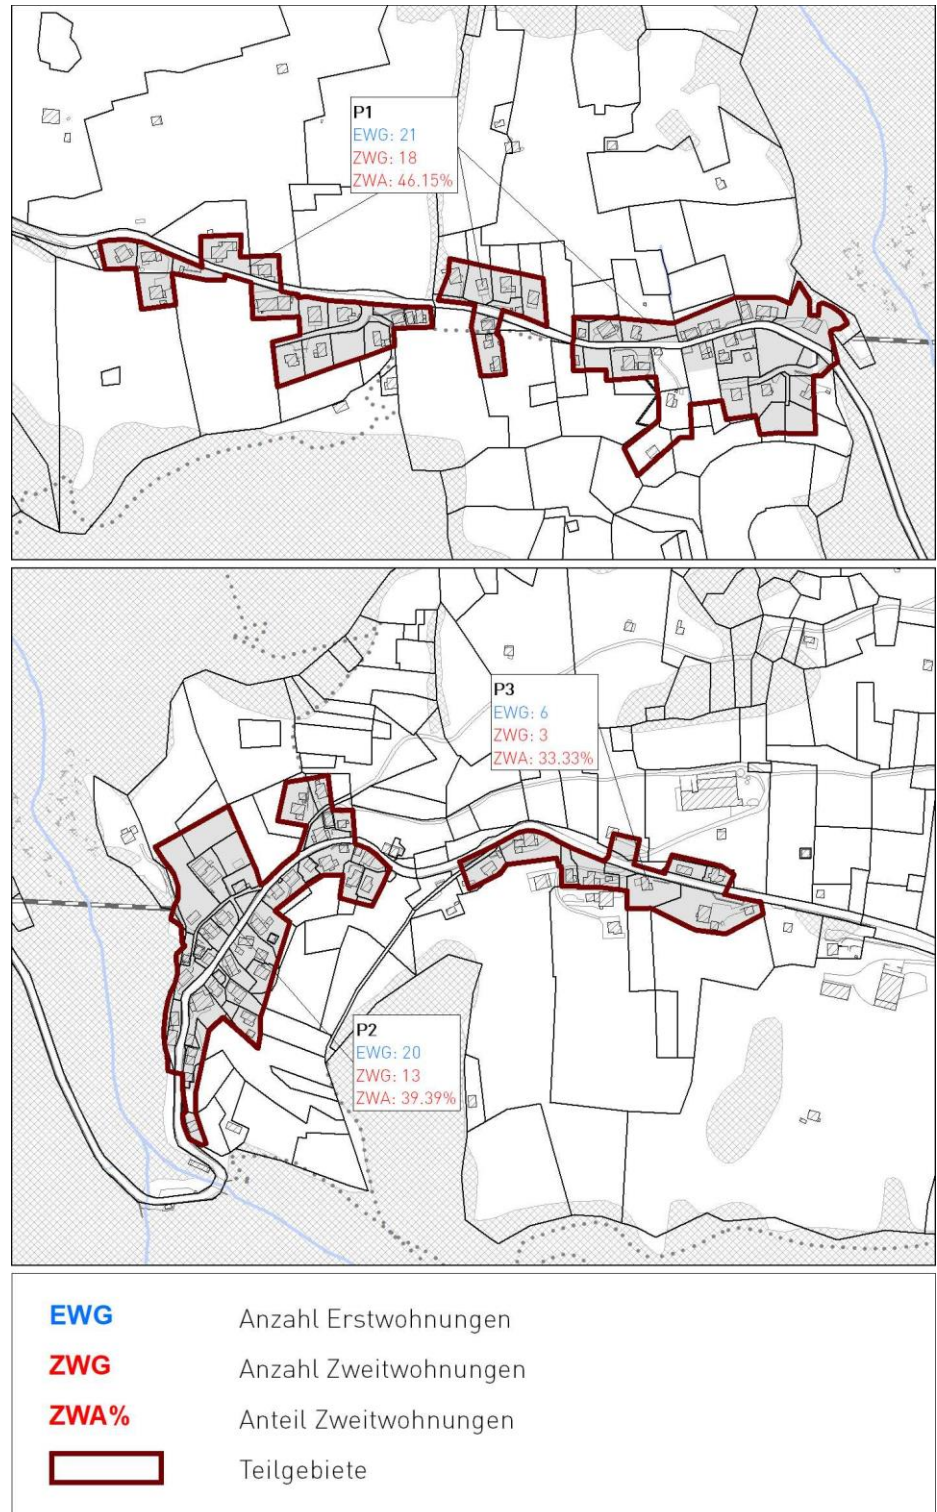 P1
EWG: 21
ZWG: 18
ZWA: 46.15%
P3
EWG: 6
ZWG: 3
ZWA: 33.33%
P2
EWG: 20
ZWG: 13
ZWA: 39.39%
EWG Anzahl Erstwohnungen
ZWG Anzahl Zweitwohnungen
ZWA% Anteil Zweitwohnungen
Teilgebiete